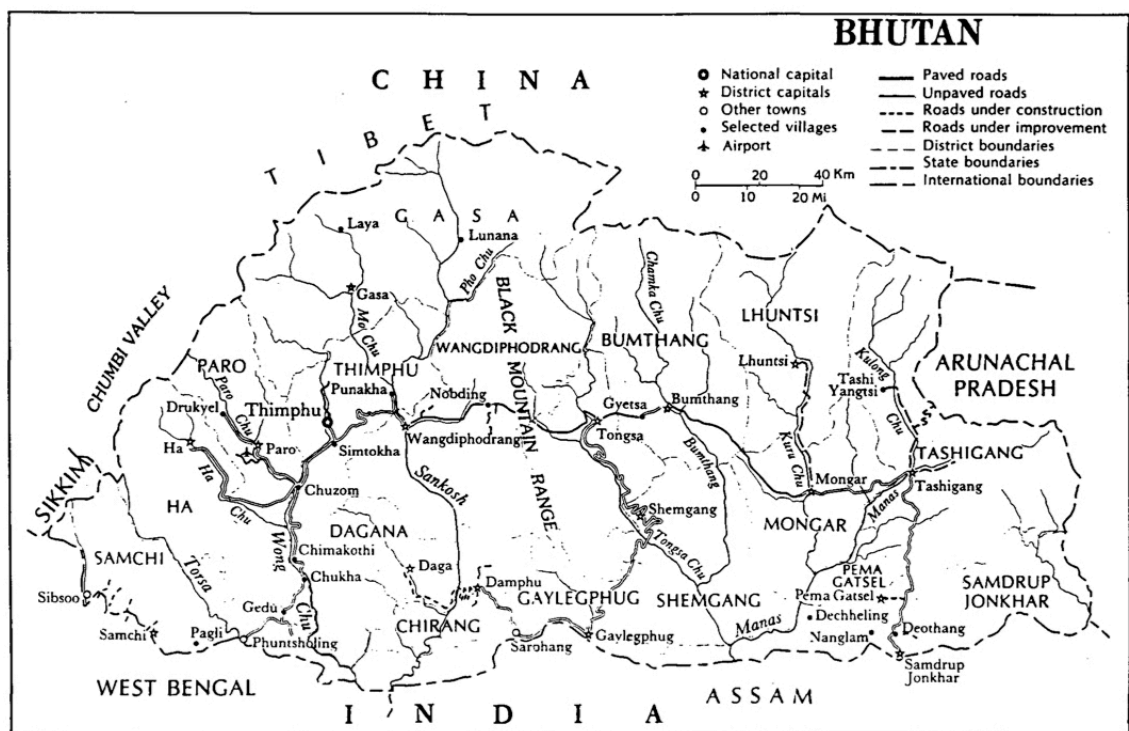 BHUTAN
CHINA
TIBET
National capital
District capitals
Other towns
Selected villages
Airport
Paved roads
Unpaved roads
Roads under construction
Roads under improvement
District boundaries
State boundaries
International boundaries
0 20 40 Km
0 10 20 Mi
GASA
Laya
Lunana
Pho Chu
Gasa
Mo Chu
BLACK MOUNTAIN RANGE
Chamka Chu
LHUNTSI
CHUMBI VALLEY
WANGDIPHODRANG
BUMTHANG
Lhuntsi
Kulong Chu
ARUNACHAL
PRADESH
PARO
Paro Chu
THIMPHU
Punakha
Nobding
Gyetsa
Bumthang
Tashi
Yangtsi
Drukyel
Thimphu
Ha
Paro
Simtokha
Wangdiphodrang
Tongsa
Bumthang
Kuru Chu
TASHIGANG
Tashigang
SIKKIM
HA
Ha Chu
Chuzom
Sankosh
Mongar
Manas
MONGAR
Shemgang
SAMCHI
Torsa
Wong Chu
DAGANA
Chimakothi
Daga
Chukha
Damphu
Tongsa Chu
PEMA
GATSEL
Pema Gatsel
SAMDRUP
JONKHAR
Sibsoo
Gedu
CHIRANG
GAYLEGPHUG
SHEMGANG
Manas
Dechheling
Samchi
Pagli
Phuntsholing
Sarohang
Gaylegphug
Nanglam
Deothang
Samdrup
Jonkhar
WEST BENGAL
ASSAM
INDIA